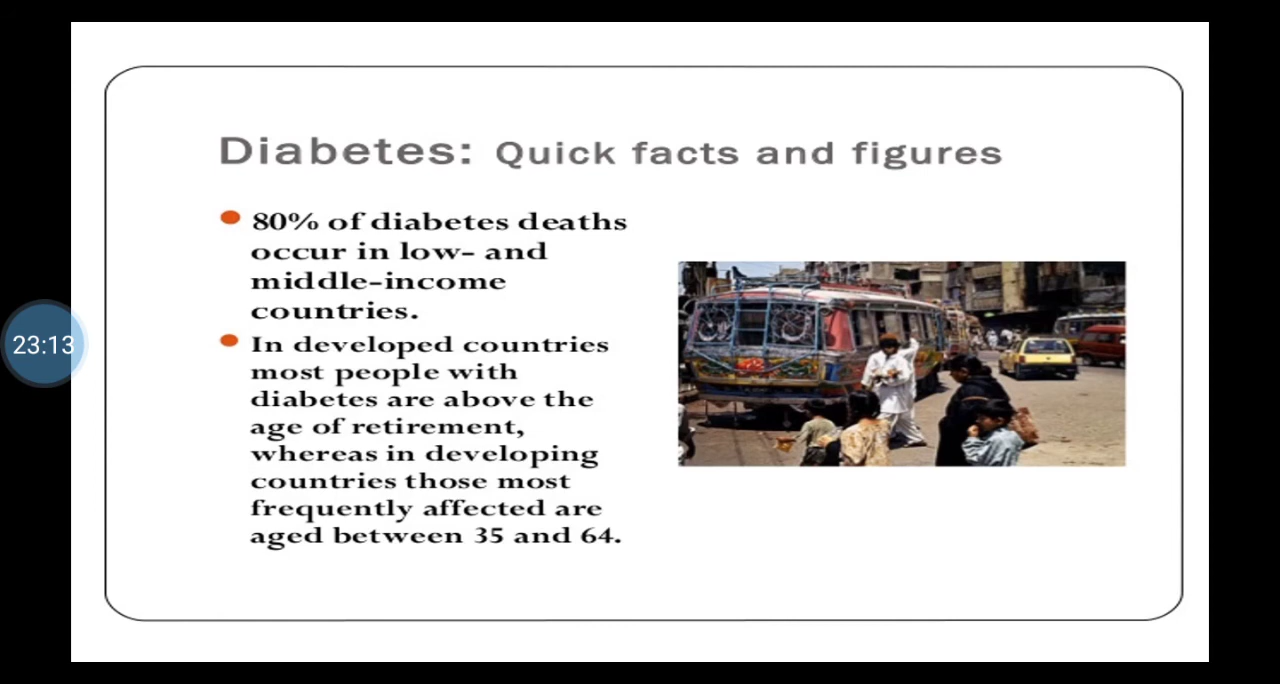 Diabetes: Quick facts and figures
80% of diabetes deaths
occur in low- and
middle-income
countries.
In developed countries
most people with
diabetes are above the
age of retirement,
whereas in developing
countries those most
frequently affected are
aged between 35 and 64.
23:13